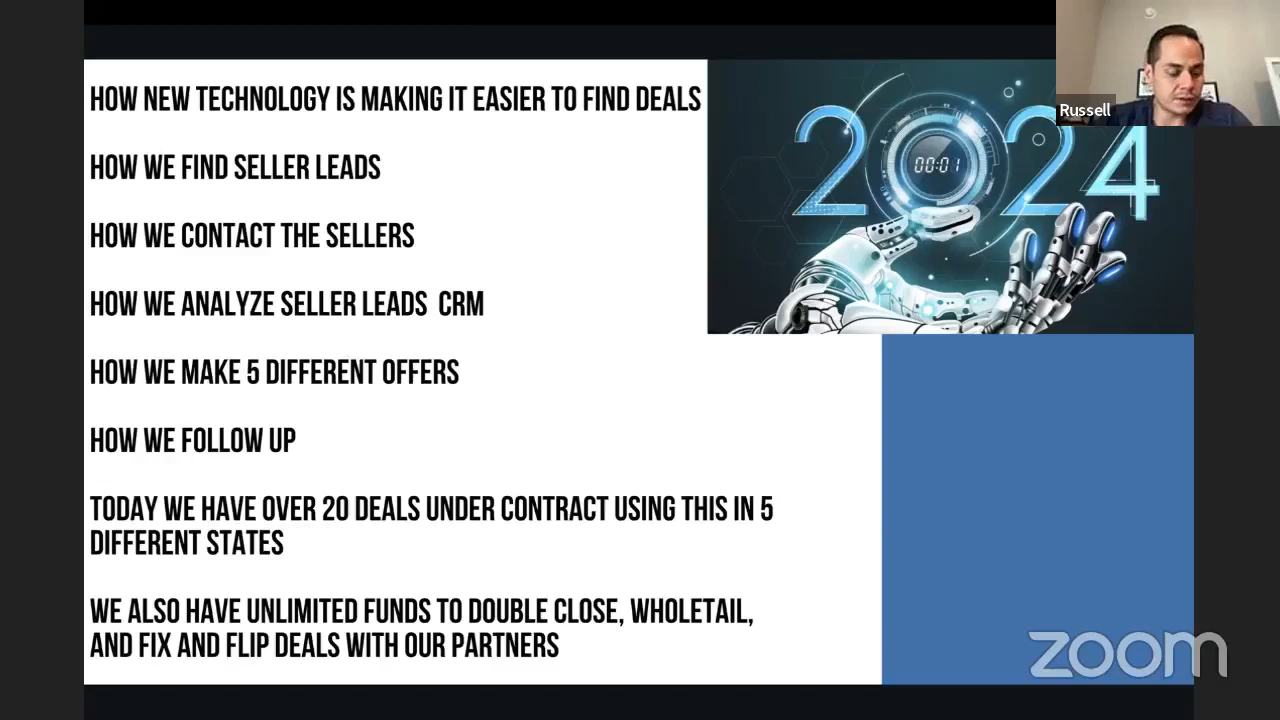 HOW NEW TECHNOLOGY IS MAKING IT EASIER TO FIND DEALS
HOW WE FIND SELLER LEADS
HOW WE CONTACT THE SELLERS
HOW WE ANALYZE SELLER LEADS CRM
HOW WE MAKE 5 DIFFERENT OFFERS
HOW WE FOLLOW UP
TODAY WE HAVE OVER 20 DEALS UNDER CONTRACT USING THIS IN 5
DIFFERENT STATES
WE ALSO HAVE UNLIMITED FUNDS TO DOUBLE CLOSE, WHOLETAIL,
AND FIX AND FLIP DEALS WITH OUR PARTNERS
2024
00:01
Russell
zoom